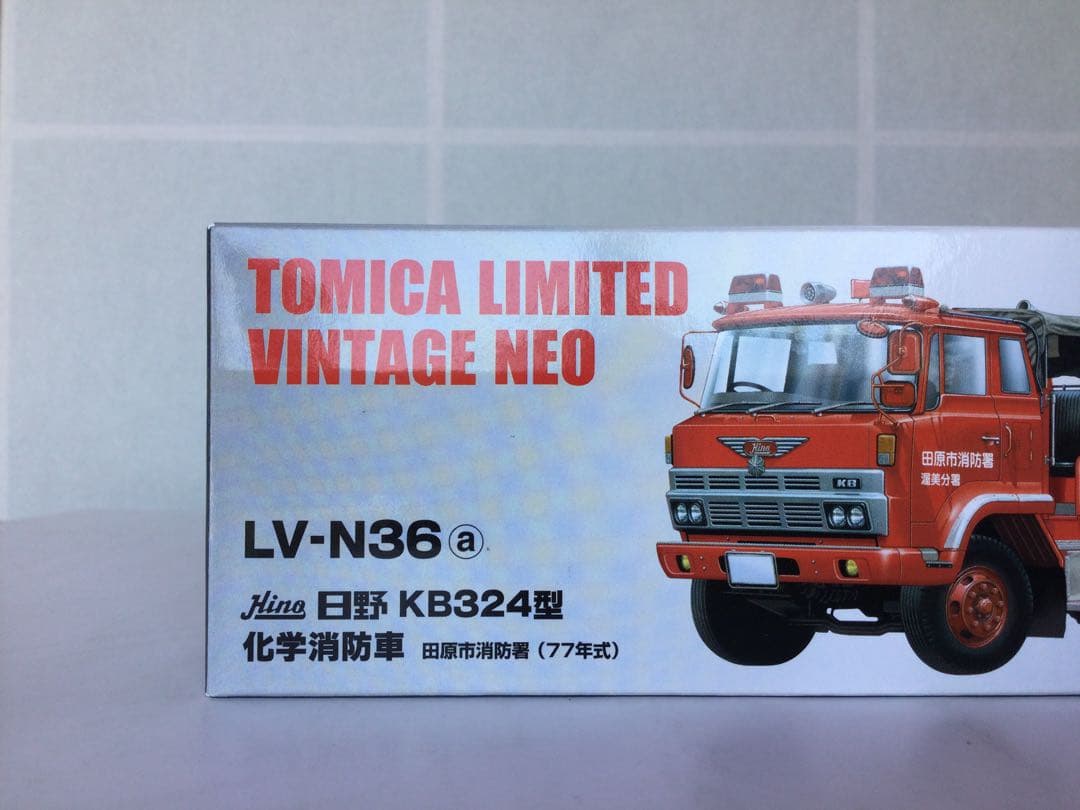 TOMICA LIMITED
VINTAGE NEO
LV-N36 ⓐ
Hino 日野 KB324型
化学消防車 田原市消防署（77年式）
Hino
KB
田原市消防署
渥美分署